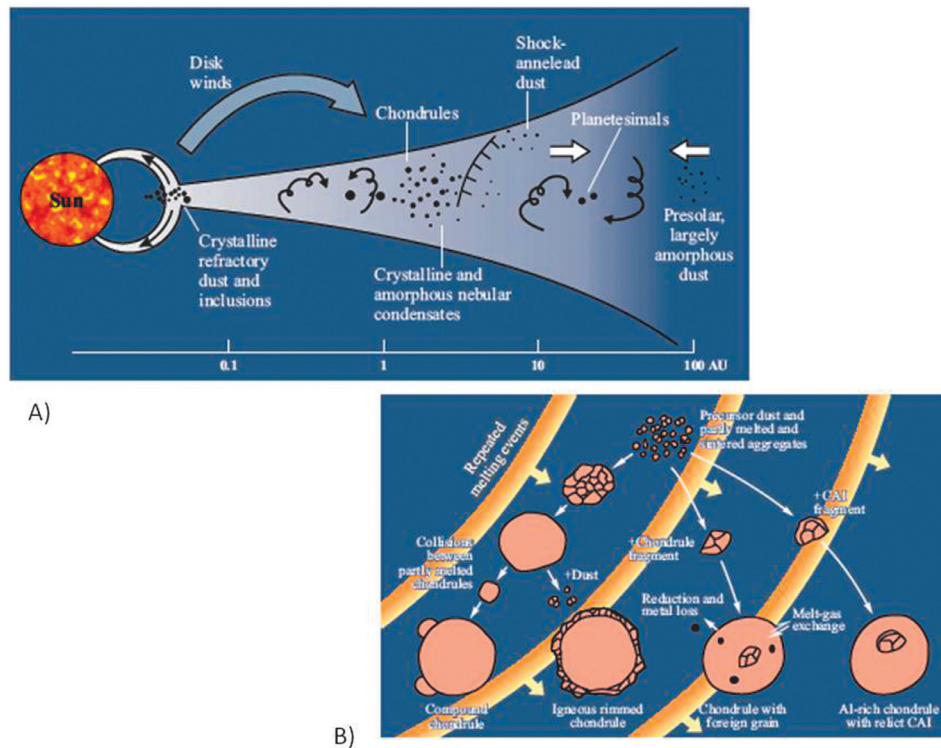 Disk
winds
Shock-
annelead
dust
Chondrules
Planetesimals
Sun
Crystalline
refractory
dust and
inclusions
Crystalline and
amorphous nebular
condensates
Presolar,
largely
amorphous
dust
0.1
1
10
100 AU
A)
Repeated
melting events
Precursor dust and
partly melted and
sintered aggregates
+CAI
fragment
Collisions
between
partly melted
chondrules
+Dust
+Chondrule
fragment
Reduction and
metal loss
Melt-gas
exchange
Compound
chondrule
Igneous rimmed
chondrule
Chondrule with
foreign grain
Al-rich chondrule
with relict CAI
B)